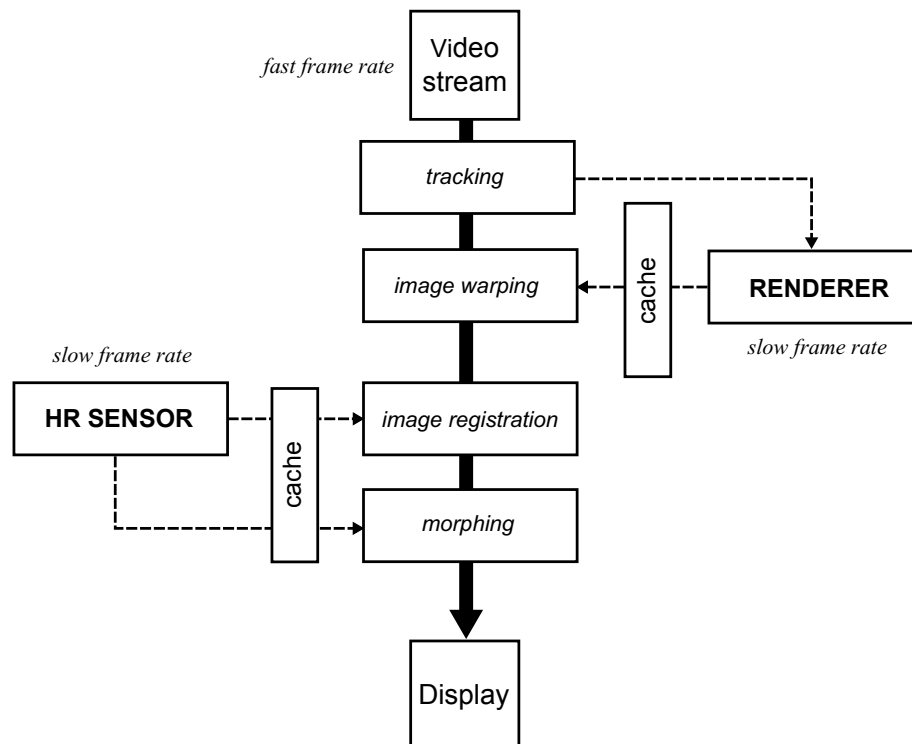 Video
stream
fast frame rate
tracking
image warping
cache
RENDERER
slow frame rate
slow frame rate
HR SENSOR
cache
image registration
morphing
Display